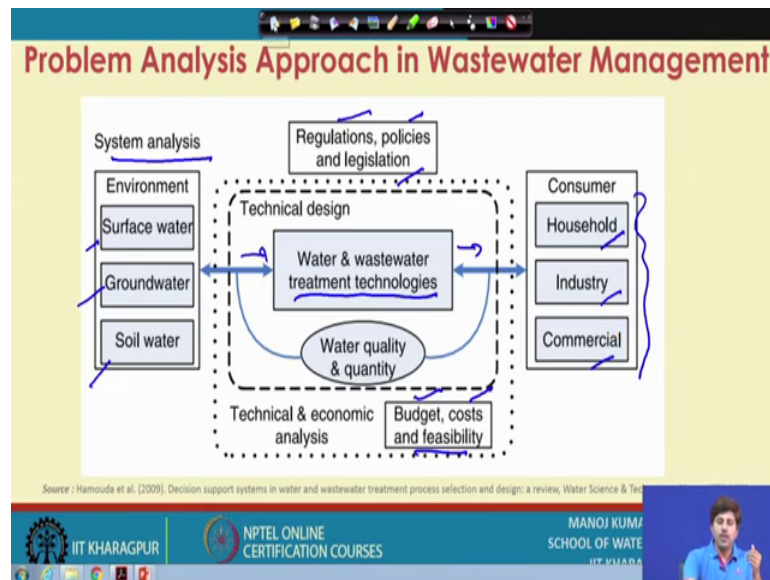 Problem Analysis Approach in Wastewater Management
System analysis
Regulations, policies
and legislation
Environment
Surface water
Groundwater
Soil water
Technical design
Water & wastewater
treatment technologies
Water quality
& quantity
Technical & economic
analysis
Budget, costs
and feasibility
Consumer
Household
Industry
Commercial
Source : Hamouda et al. (2009). Decision support systems in water and wastewater treatment process selection and design: a review, Water Science &
IIT KHARAGPUR
NPTEL ONLINE
CERTIFICATION COURSES
MANOJ
SCHOOL OF